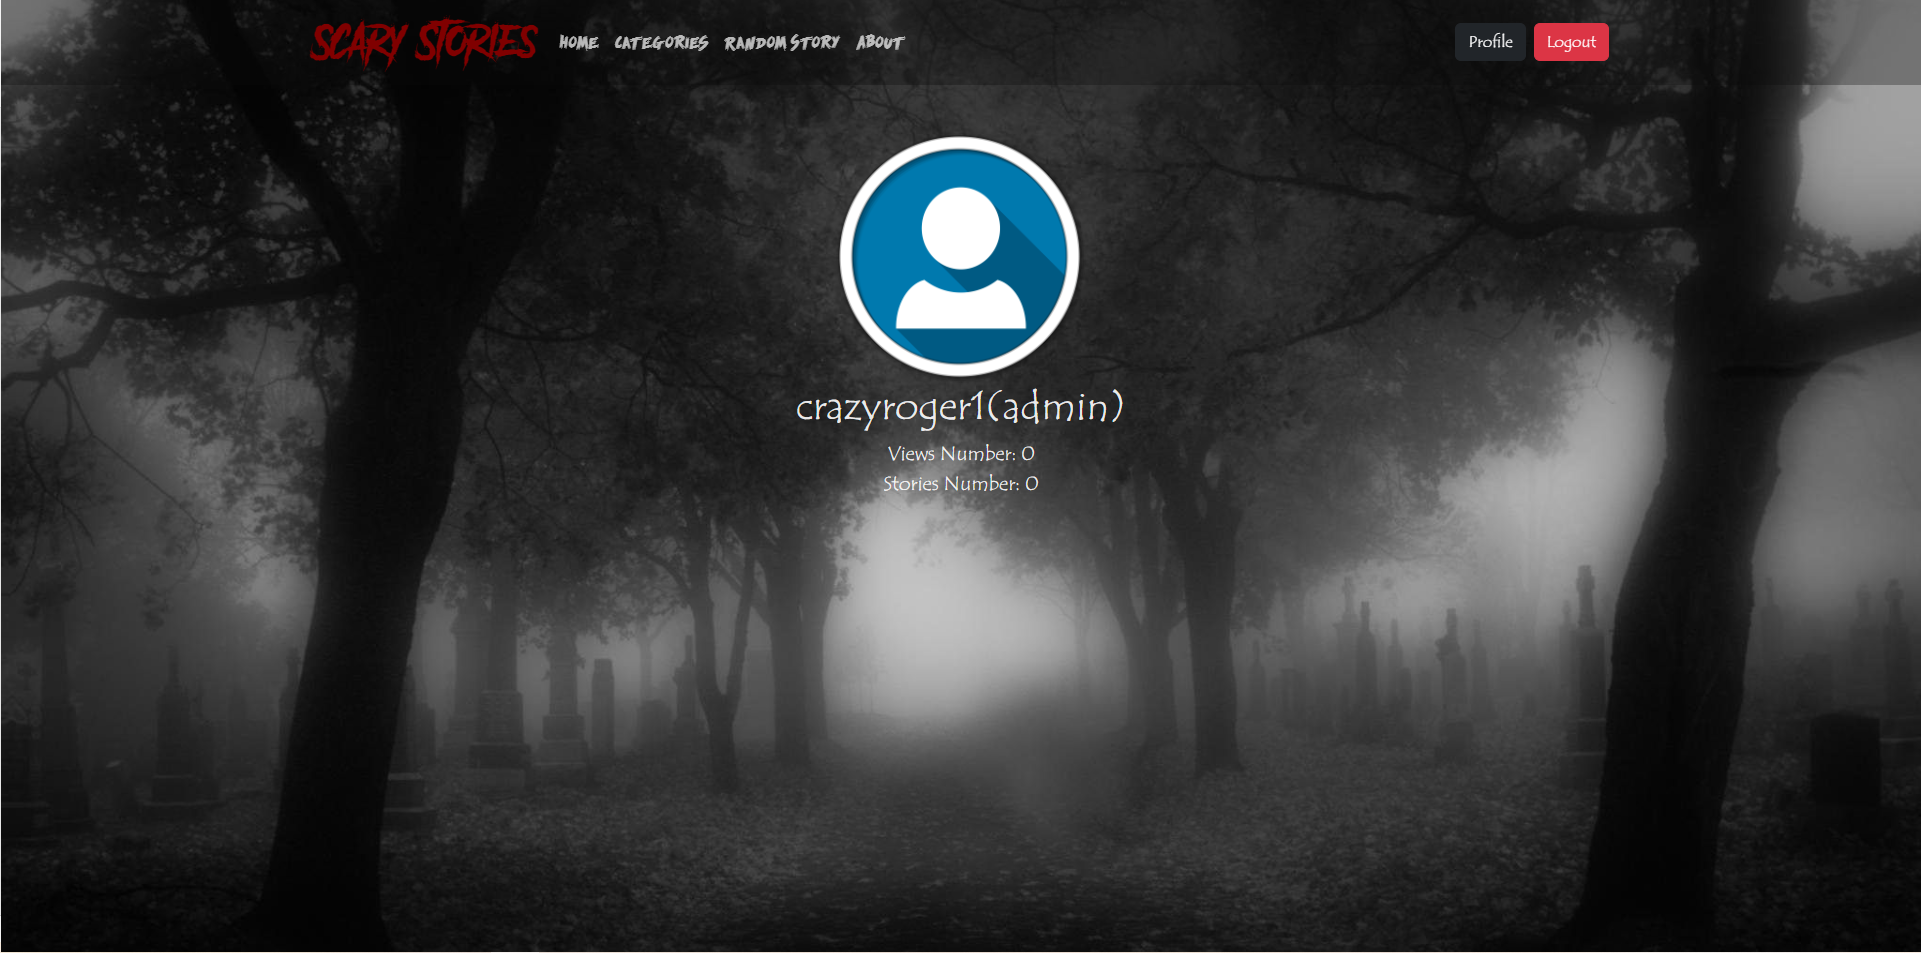 SCARY STORIES HOME CATEGORIES RANDOM STORY ABOUT Profile Logout
crazyroger1(admin)
Views Number: 0
Stories Number: 0